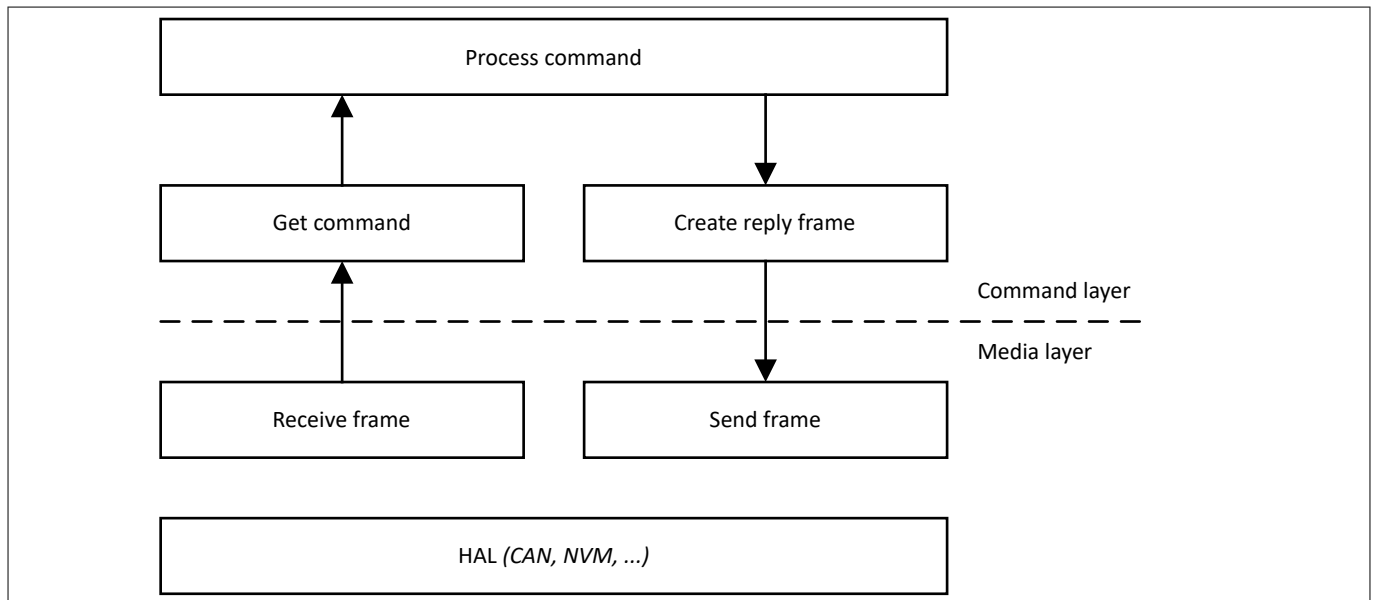 Process command
Get command
Create reply frame
Command layer
Media layer
Receive frame
Send frame
HAL (CAN, NVM, ...)